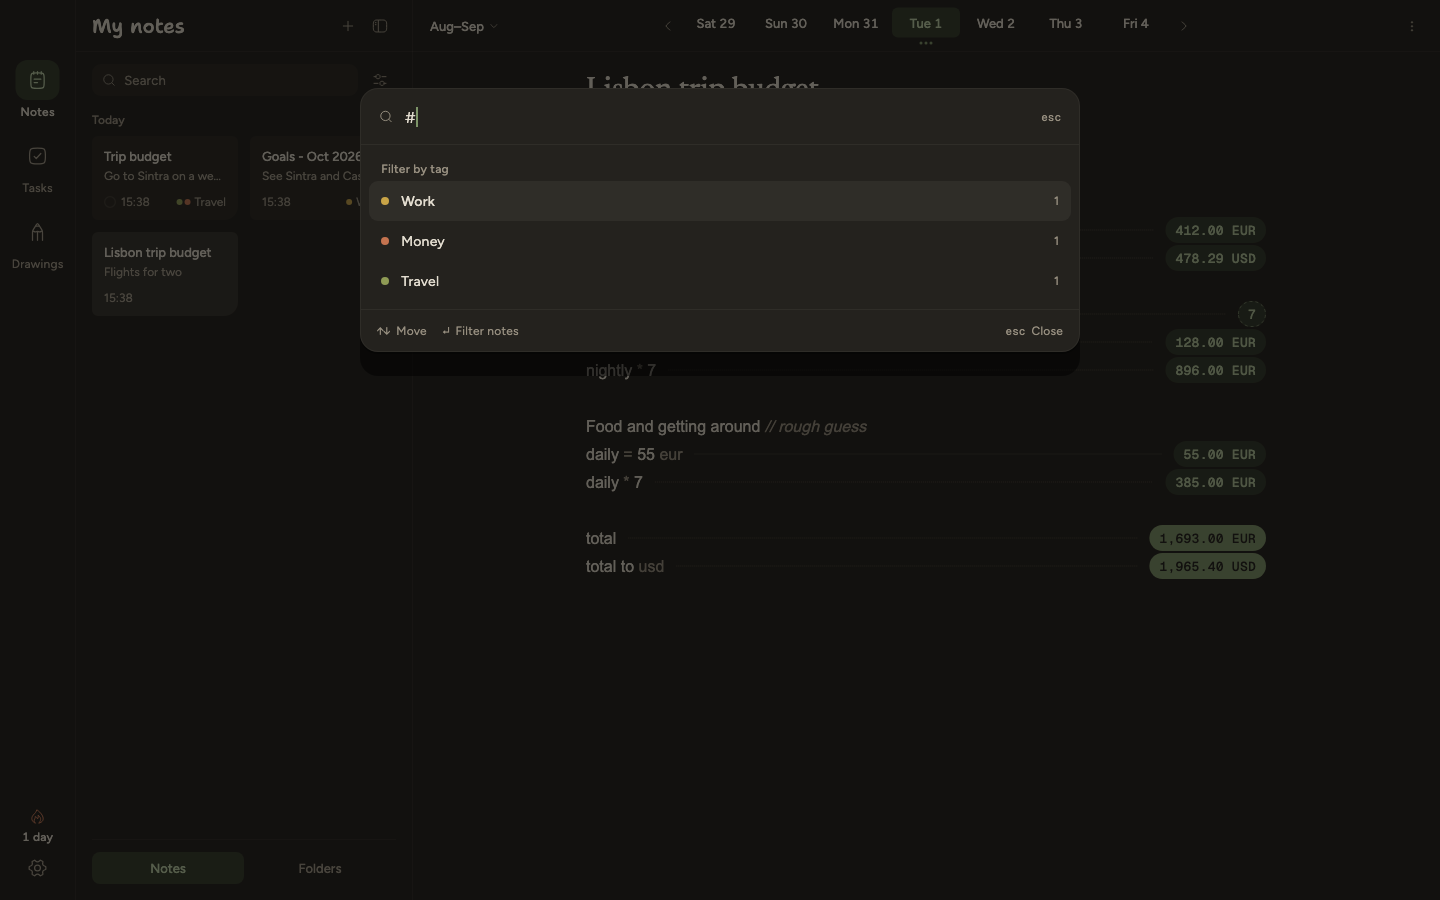 My notes
Aug–Sep
Sat 29
Sun 30
Mon 31
Tue 1
Wed 2
Thu 3
Fri 4
Notes
Tasks
Drawings
Search
Today
Trip budget
Go to Sintra on a we...
15:38
Travel
Goals - Oct 2026
See Sintra and Cas
15:38
Lisbon trip budget
Flights for two
15:38
Lisbon trip budget
#
esc
Filter by tag
Work 1
Money 1
Travel 1
Move
Filter notes
esc Close
412.00 EUR
478.29 USD
7
128.00 EUR
nightly * 7 896.00 EUR
Food and getting around // rough guess
daily = 55 eur 55.00 EUR
daily * 7 385.00 EUR
total 1,693.00 EUR
total to usd 1,965.40 USD
1 day
Notes
Folders